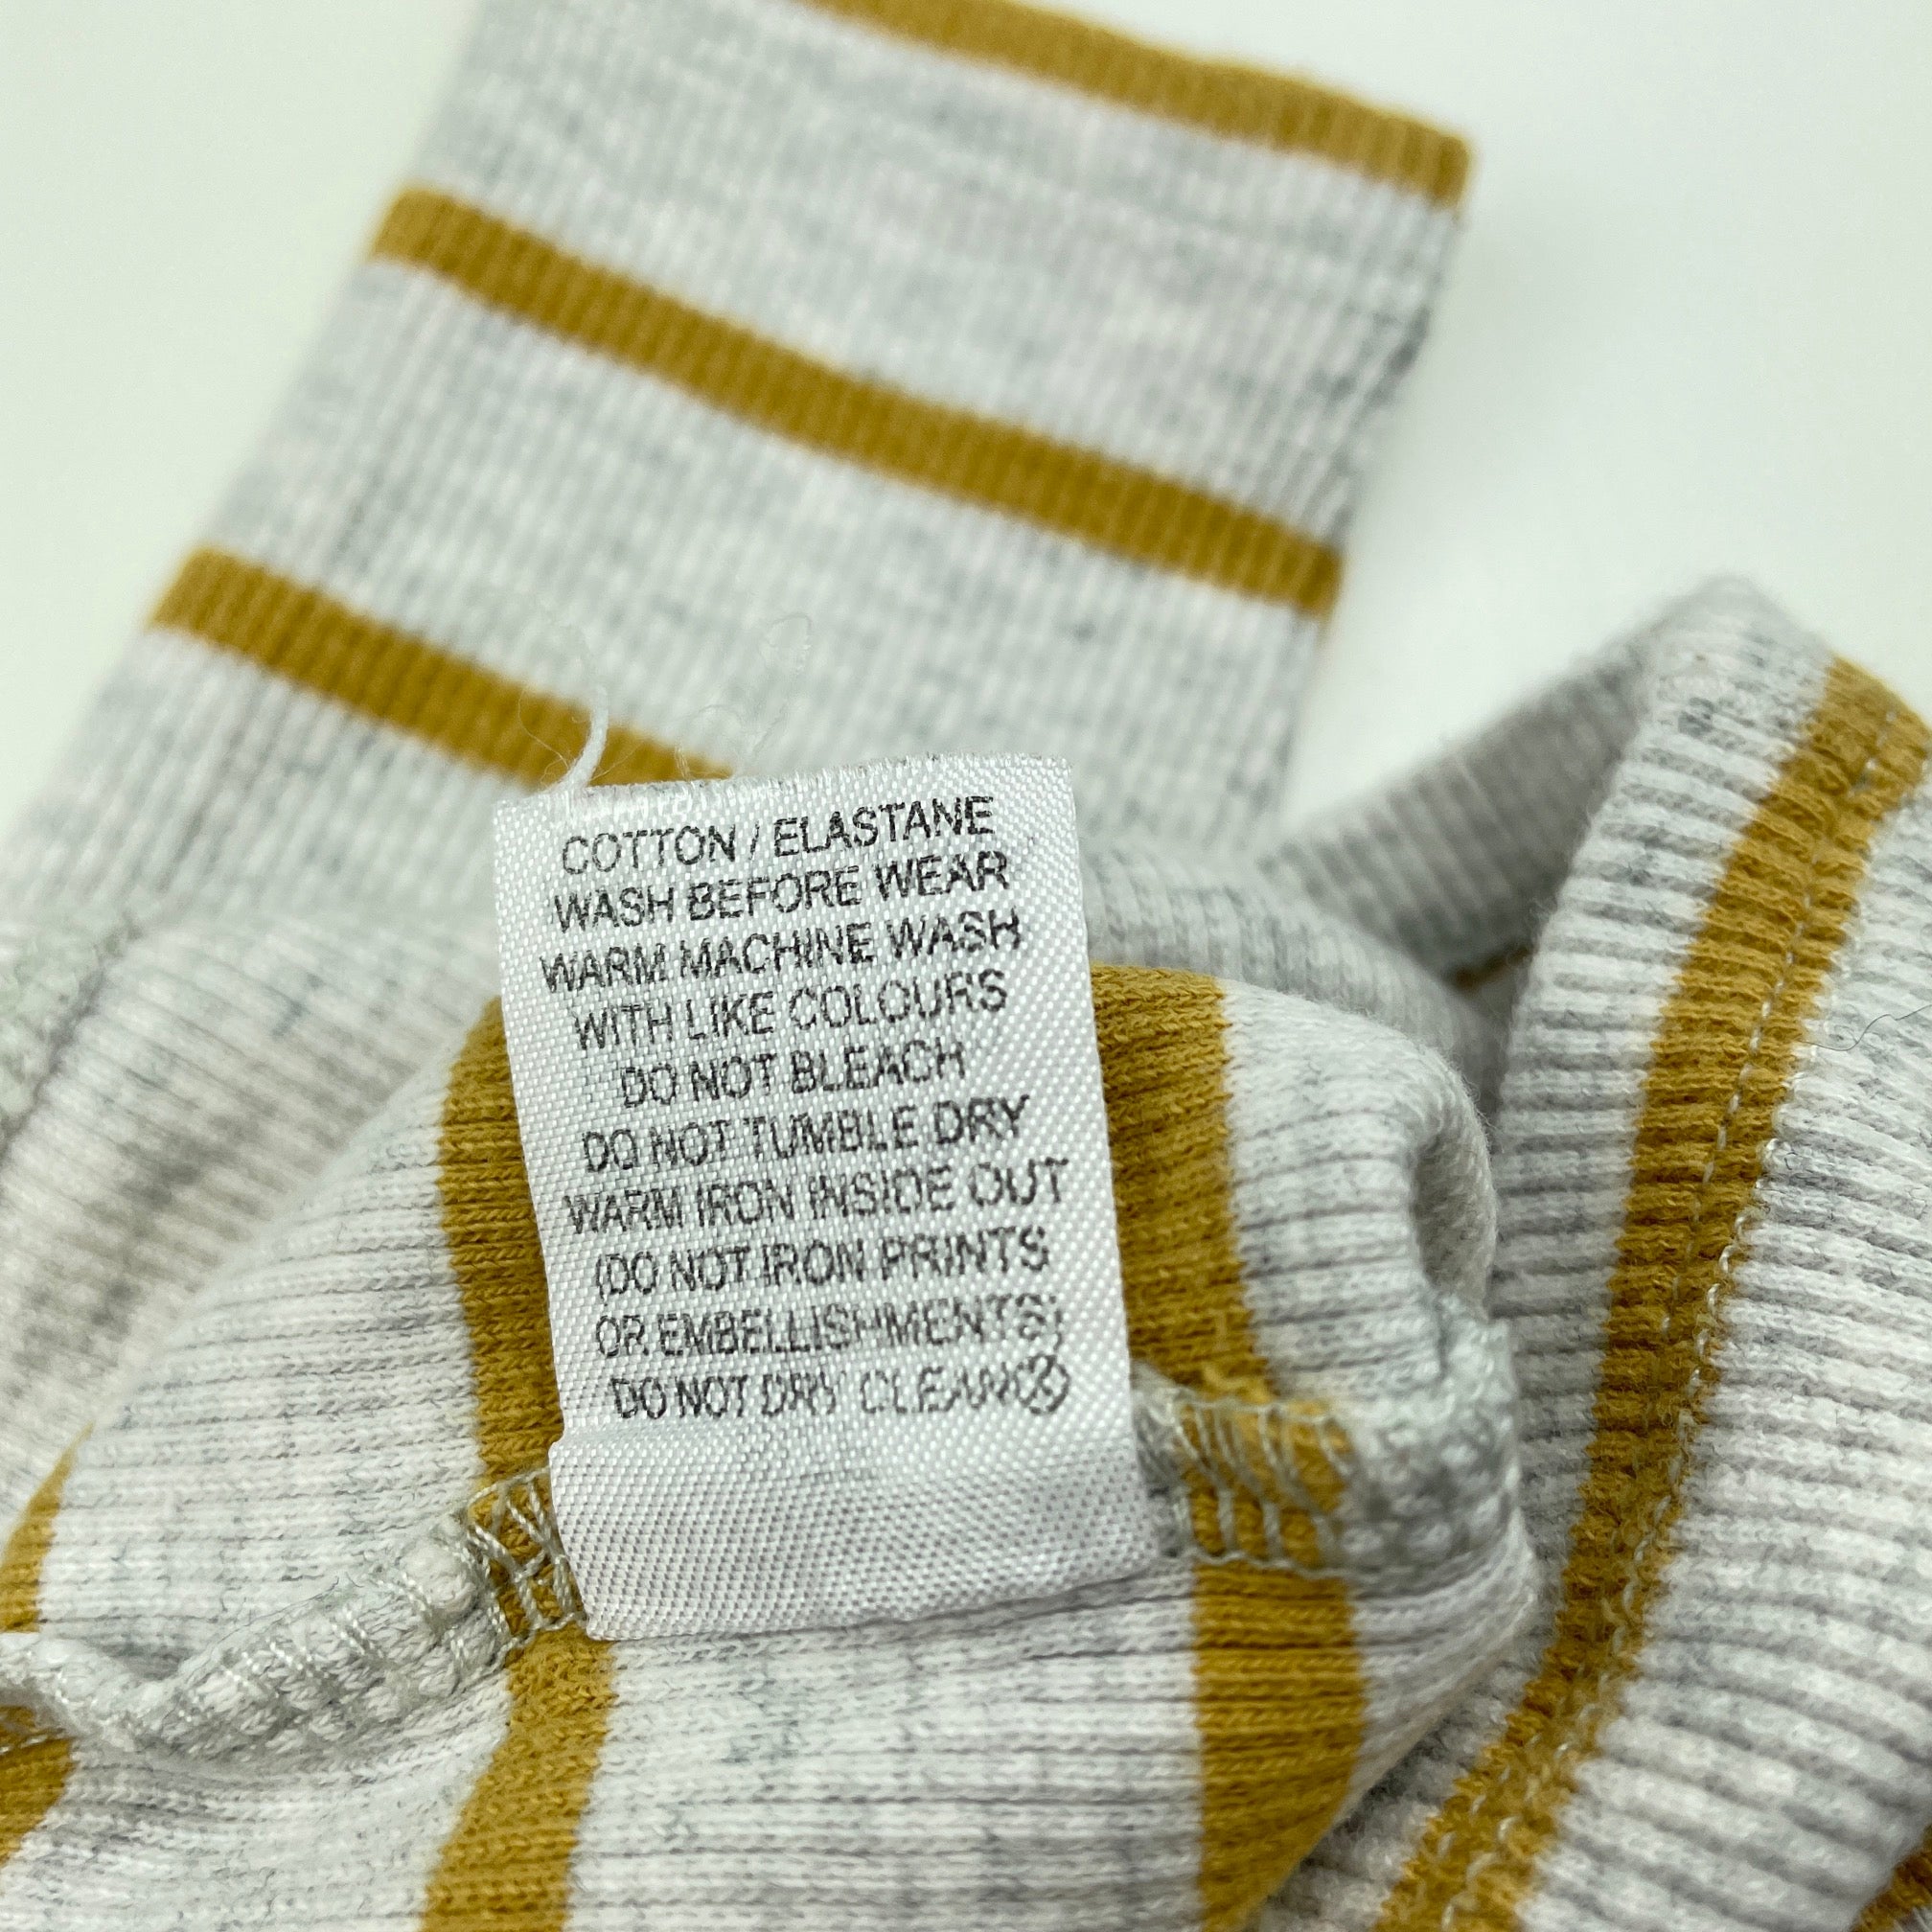 COTTON / ELASTANE
WASH BEFORE WEAR
WARM MACHINE WASH
WITH LIKE COLOURS
DO NOT BLEACH
DO NOT TUMBLE DRY
WARM IRON INSIDE OUT
(DO NOT IRON PRINTS
OR EMBELLISHMENTS)
DO NOT DRY CLEAN